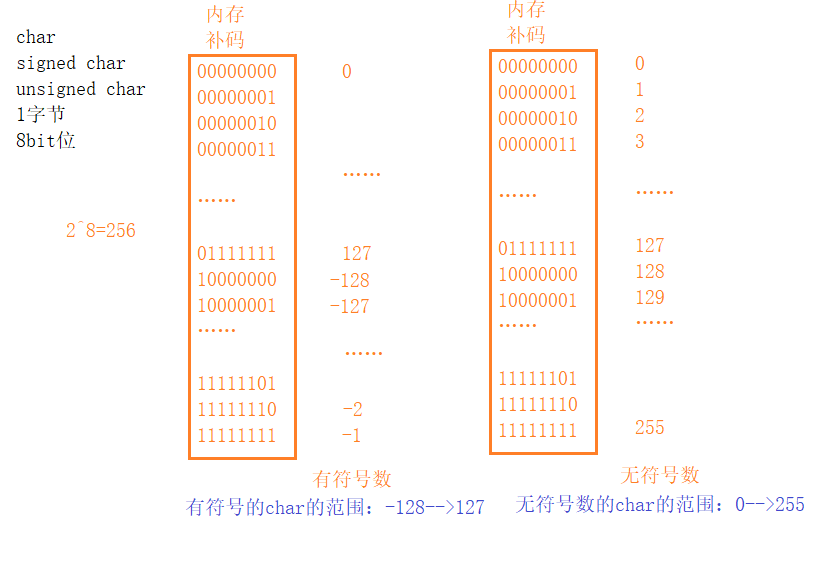 char
signed char
unsigned char
1字节
8bit位
2^8=256
内存
补码
00000000 0
00000001
00000010
00000011
……
……
01111111 127
10000000 -128
10000001 -127
……
……
11111101
11111110 -2
11111111 -1
有符号数
有符号的char的范围：-128-->127
内存
补码
00000000 0
00000001 1
00000010 2
00000011 3
…… ……
01111111 127
10000000 128
10000001 129
…… ……
11111101
11111110
11111111 255
无符号数
无符号数的char的范围：0-->255